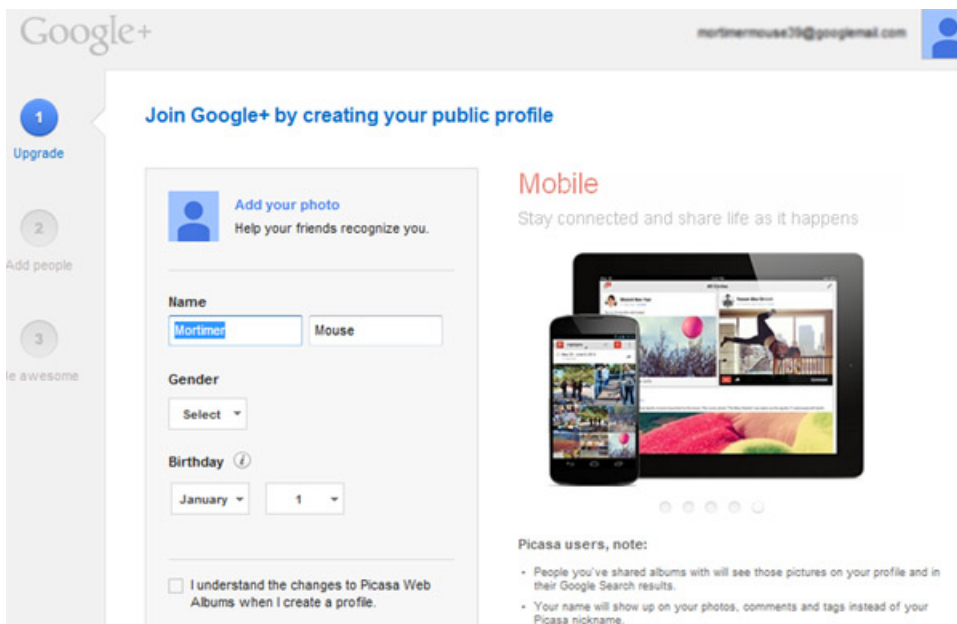 Google+
mortimermouse39@googlemail.com
1
Upgrade
2
Add people
3
Be awesome
Join Google+ by creating your public profile
Add your photo
Help your friends recognize you.
Name
Mortimer
Mouse
Gender
Select
Birthday
January
1
I understand the changes to Picasa Web
Albums when I create a profile.
Mobile
Stay connected and share life as it happens
Picasa users, note:
- People you've shared albums with will see those pictures on your profile and in
their Google Search results.
- Your name will show up on your photos, comments and tags instead of your
Picasa nickname.